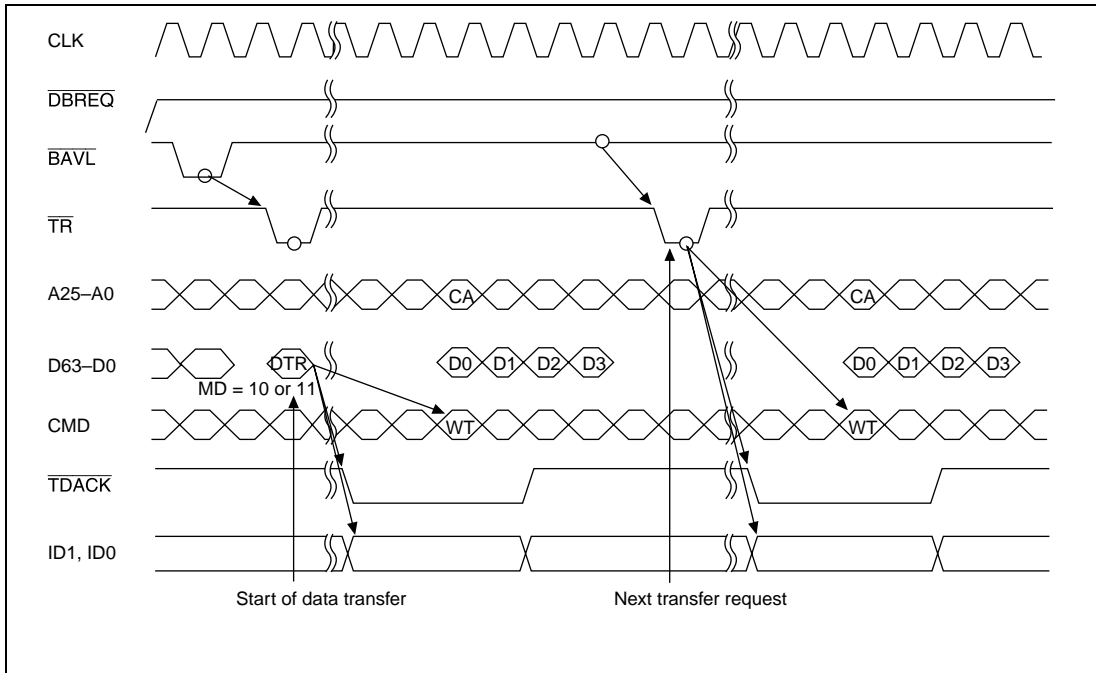 CLK
DBREQ
BAVL
TR
A25–A0 CA CA
D63–D0 DTR D0 D1 D2 D3 D0 D1 D2 D3
MD = 10 or 11
CMD WT WT
TDACK
ID1, ID0
Start of data transfer Next transfer request